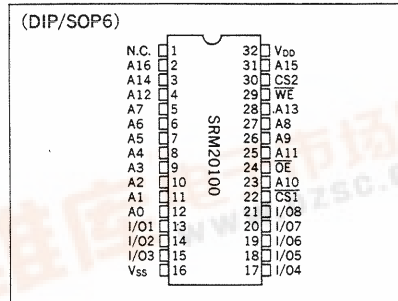 (DIP/SOP6)
N.C. 1 32 VDD
A16 2 31 A15
A14 3 30 CS2
A12 4 29 W̅E̅
A7 5 28 A13
A6 6 27 A8
A5 7 26 A9
A4 8 25 A11
A3 9 24 O̅E̅
A2 10 23 A10
A1 11 22 C̅S̅1̅
A0 12 21 I/O8
I/O1 13 20 I/O7
I/O2 14 19 I/O6
I/O3 15 18 I/O5
VSS 16 17 I/O4
SRM20100